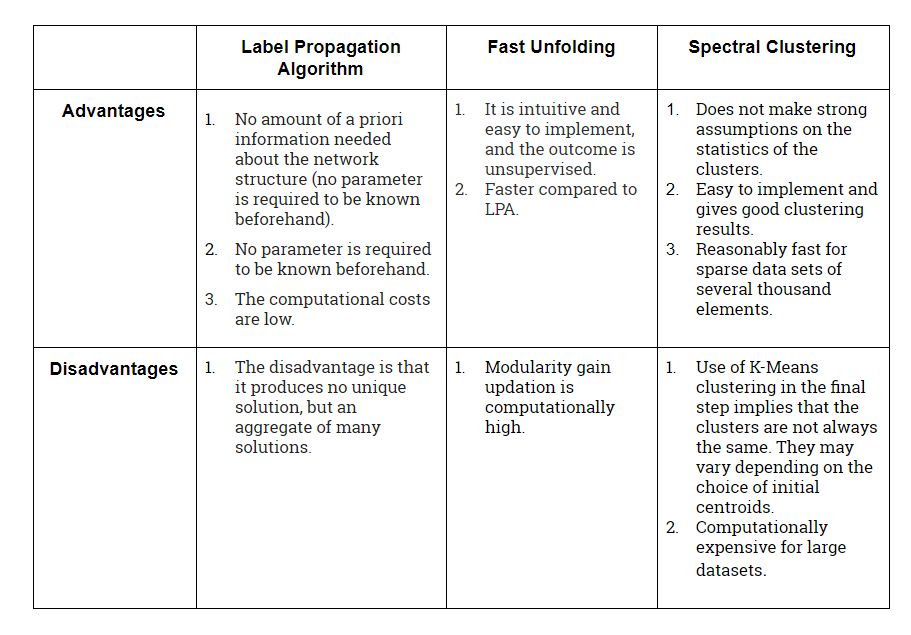 Label Propagation
Algorithm
Fast Unfolding
Spectral Clustering
Advantages
1. No amount of a priori
information needed
about the network
structure (no parameter
is required to be known
beforehand).
2. No parameter is required
to be known beforehand.
3. The computational costs
are low.
1. It is intuitive and
easy to implement,
and the outcome is
unsupervised.
2. Faster compared to
LPA.
1. Does not make strong
assumptions on the
statistics of the
clusters.
2. Easy to implement and
gives good clustering
results.
3. Reasonably fast for
sparse data sets of
several thousand
elements.
Disadvantages
1. The disadvantage is that
it produces no unique
solution, but an
aggregate of many
solutions.
1. Modularity gain
updation is
computationally
high.
1. Use of K-Means
clustering in the final
step implies that the
clusters are not always
the same. They may
vary depending on the
choice of initial
centroids.
2. Computationally
expensive for large
datasets.